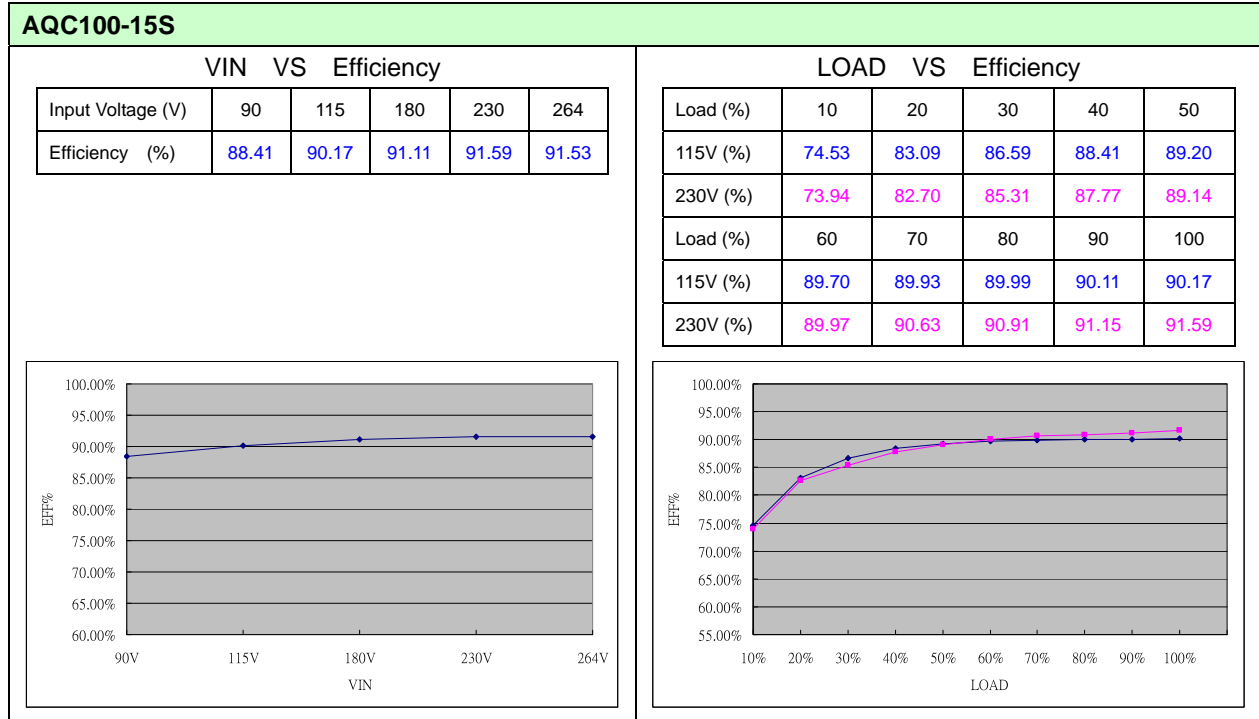 AQC100-15S
VIN VS Efficiency
Input Voltage (V) 90 115 180 230 264
Efficiency (%) 88.41 90.17 91.11 91.59 91.53
100.00%
95.00%
90.00%
85.00%
80.00%
75.00%
70.00%
65.00%
60.00%
EFF%
90V 115V 180V 230V 264V
VIN
LOAD VS Efficiency
Load (%) 10 20 30 40 50
115V (%) 74.53 83.09 86.59 88.41 89.20
230V (%) 73.94 82.70 85.31 87.77 89.14
Load (%) 60 70 80 90 100
115V (%) 89.70 89.93 89.99 90.11 90.17
230V (%) 89.97 90.63 90.91 91.15 91.59
100.00%
95.00%
90.00%
85.00%
80.00%
75.00%
70.00%
65.00%
60.00%
55.00%
EFF%
10% 20% 30% 40% 50% 60% 70% 80% 90% 100%
LOAD